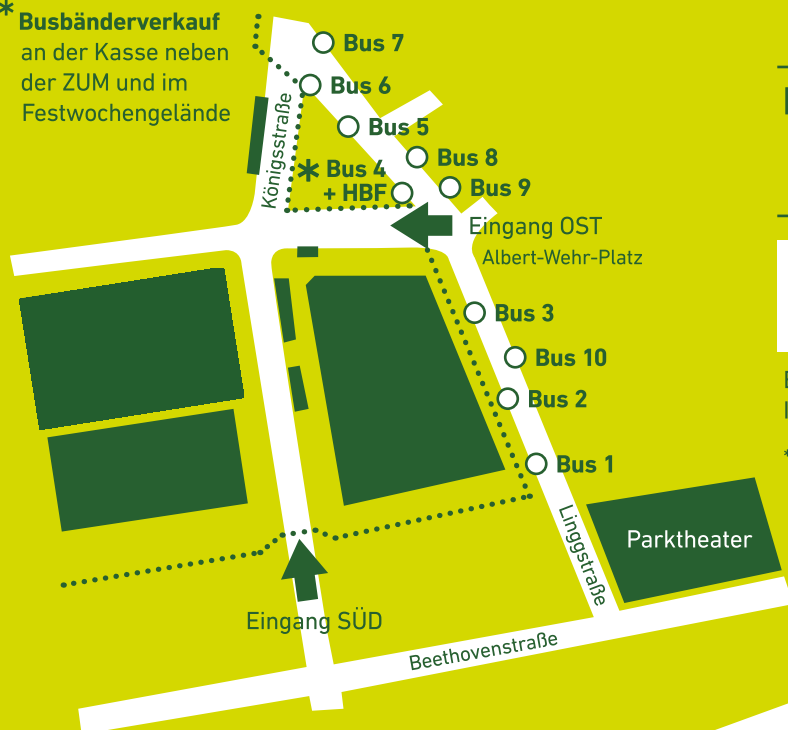 * Busbänderverkauf
an der Kasse neben
der ZUM und im
Festwochengelände
Bus 7
Bus 6
Bus 5
Königsstraße
* Bus 4
+ HBF
Bus 8
Bus 9
Eingang OST
Albert-Wehr-Platz
Bus 3
Bus 10
Bus 2
Bus 1
Linggstraße
Parktheater
Eingang SÜD
Beethovenstraße